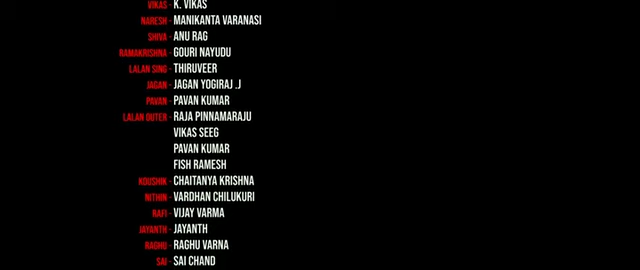 VIKAS - K. VIKAS
NARESH - MANIKANTA VARANASI
SHIVA - ANU RAG
RAMAKRISHNA - GOURI NAYUDU
LALAN SING - THIRUVEER
JAGAN - JAGAN YOGIRAJ .J
PAVAN - PAVAN KUMAR
LALAN OUTER - RAJA PINNAMARAJU
VIKAS SEEG
PAVAN KUMAR
FISH RAMESH
KOUSHIK - CHAITANYA KRISHNA
NITHIN - VARDHAN CHILUKURI
RAFI - VIJAY VARMA
JAYANTH - JAYANTH
RAGHU - RAGHU VARNA
SAI - SAI CHAND